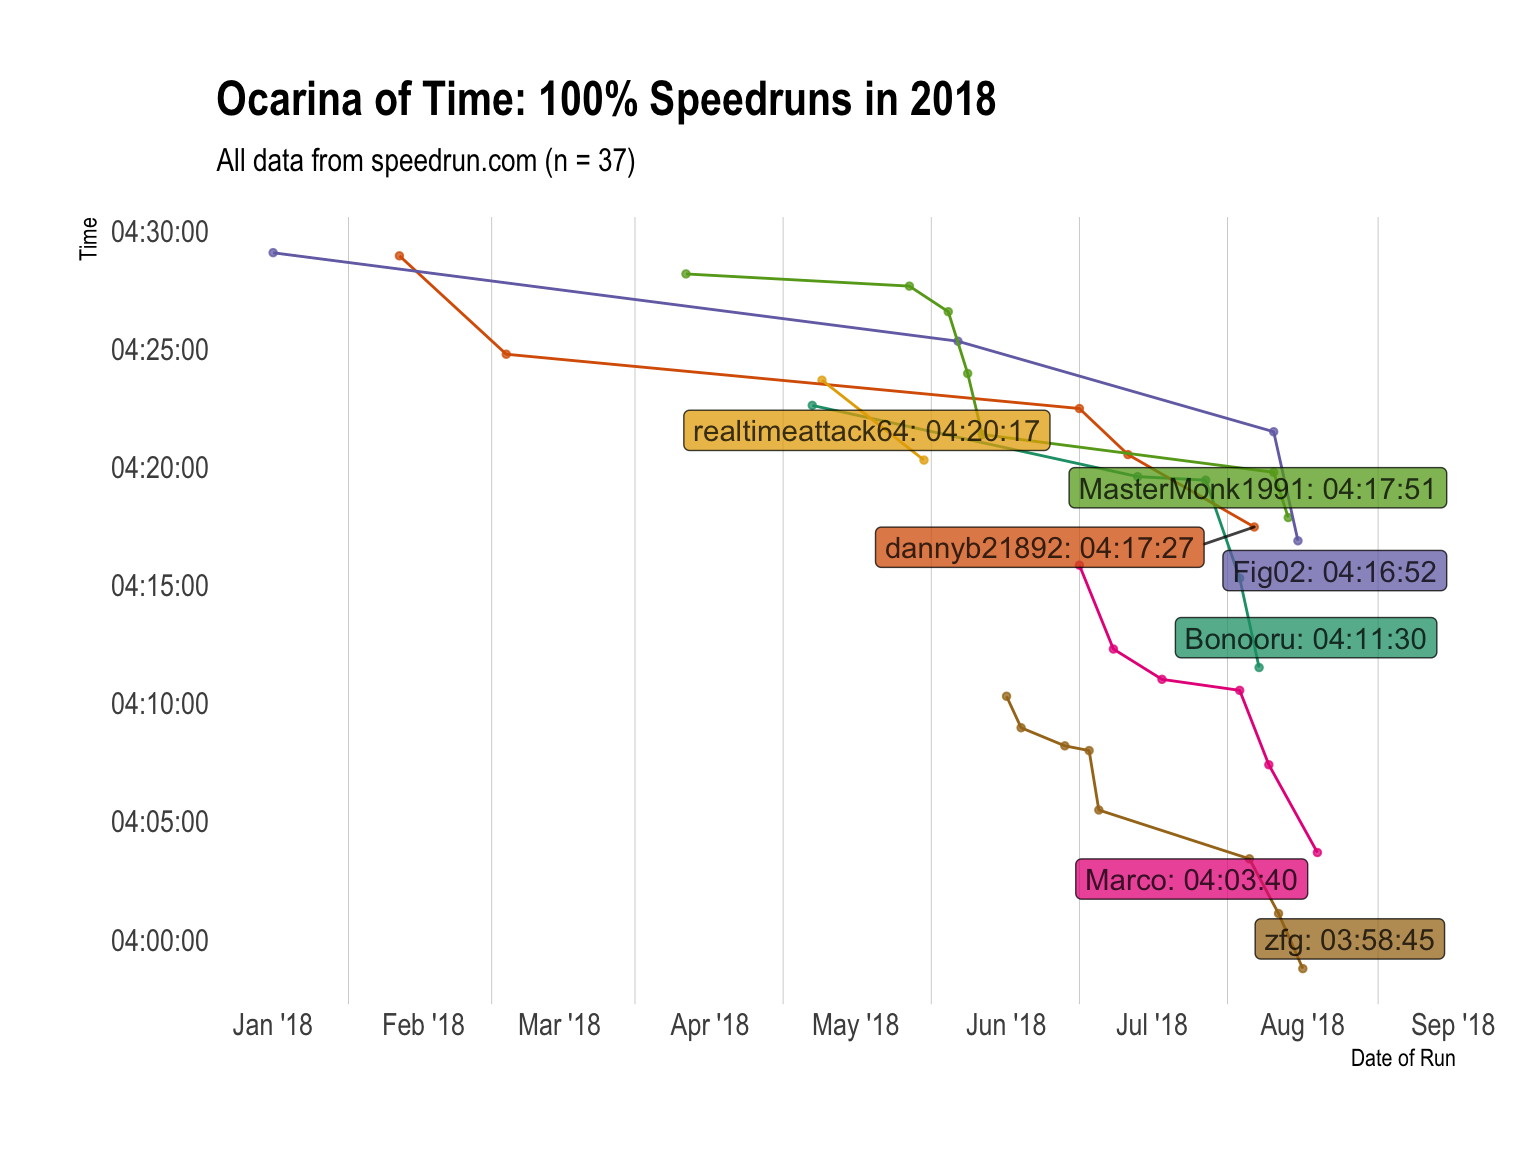 Ocarina of Time: 100% Speedruns in 2018
All data from speedrun.com (n = 37)
Time
04:30:00
04:25:00
04:20:00
04:15:00
04:10:00
04:05:00
04:00:00
realtimeattack64: 04:20:17
MasterMonk1991: 04:17:51
dannyb21892: 04:17:27
Fig02: 04:16:52
Bonooru: 04:11:30
Marco: 04:03:40
zfg: 03:58:45
Jan '18 Feb '18 Mar '18 Apr '18 May '18 Jun '18 Jul '18 Aug '18 Sep '18
Date of Run